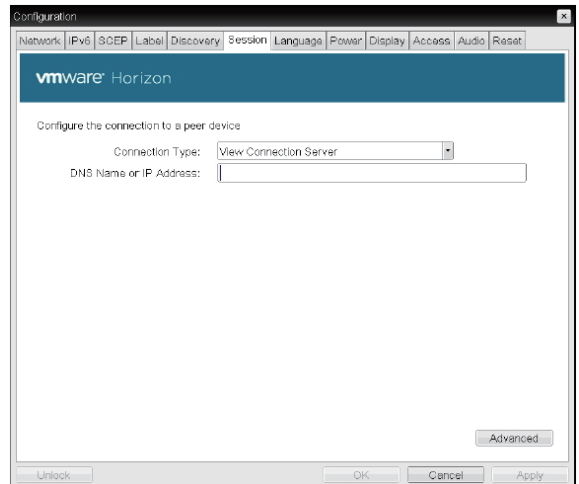 Configuration
Network IPv6 SCEP Label Discovery Session Language Power Display Access Audio Reset
vmware® Horizon
Configure the connection to a peer device
Connection Type: View Connection Server
DNS Name or IP Address:
Advanced
Unlock OK Cancel Apply